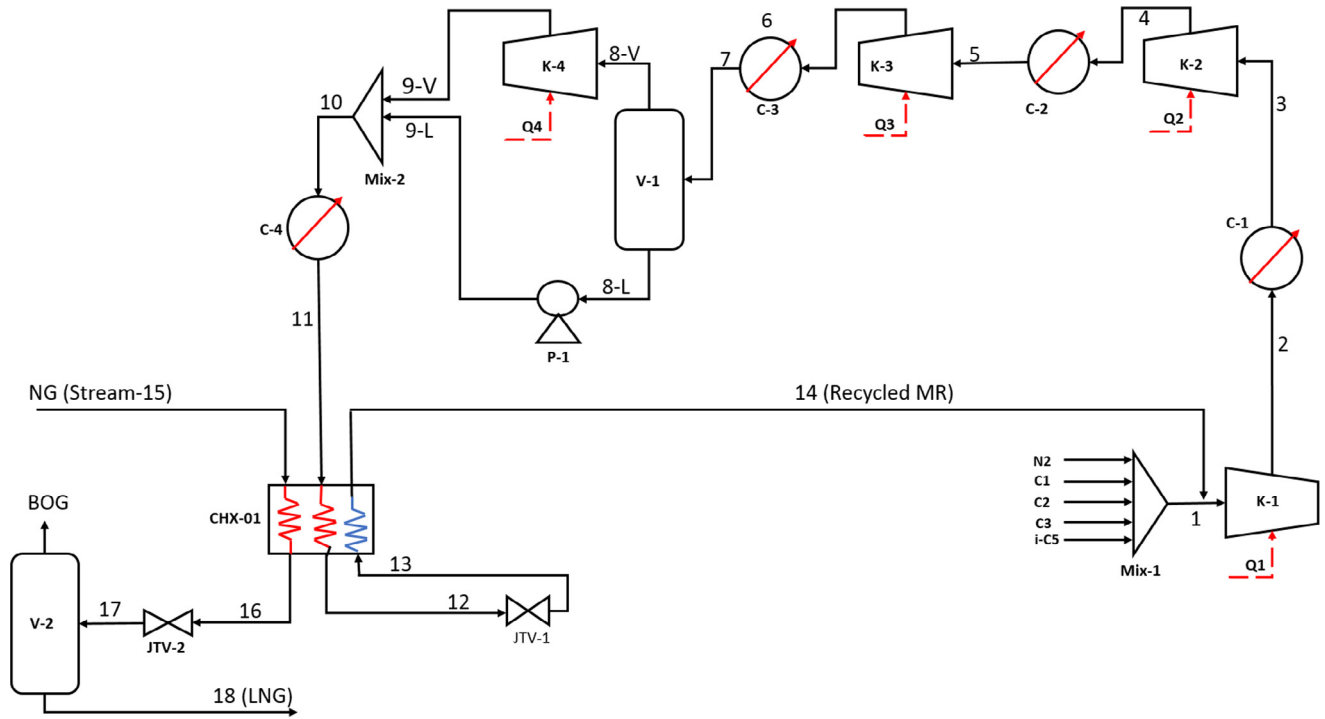 6
4
8-V
K-4
7
K-3
5
K-2
9-V
10
C-3
C-2
3
9-L
Q4
Q3
Q2
Mix-2
V-1
C-4
C-1
8-L
11
P-1
2
NG (Stream-15)
14 (Recycled MR)
N2
C1
BOG
CHX-01
C2
K-1
1
C3
i-C5
13
Mix-1
Q1
17
16
12
V-2
JTV-2
JTV-1
18 (LNG)